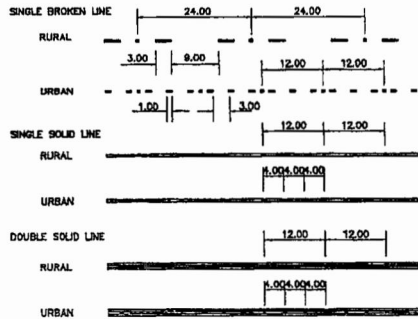 SINGLE BROKEN LINE 24.00 24.00
RURAL
3.00 9.00 12.00 12.00
URBAN
1.00 3.00
12.00 12.00
SINGLE SOLID LINE
RURAL
4.00 4.00 4.00
URBAN
DOUBLE SOLID LINE 12.00 12.00
RURAL
4.00 4.00 4.00
URBAN